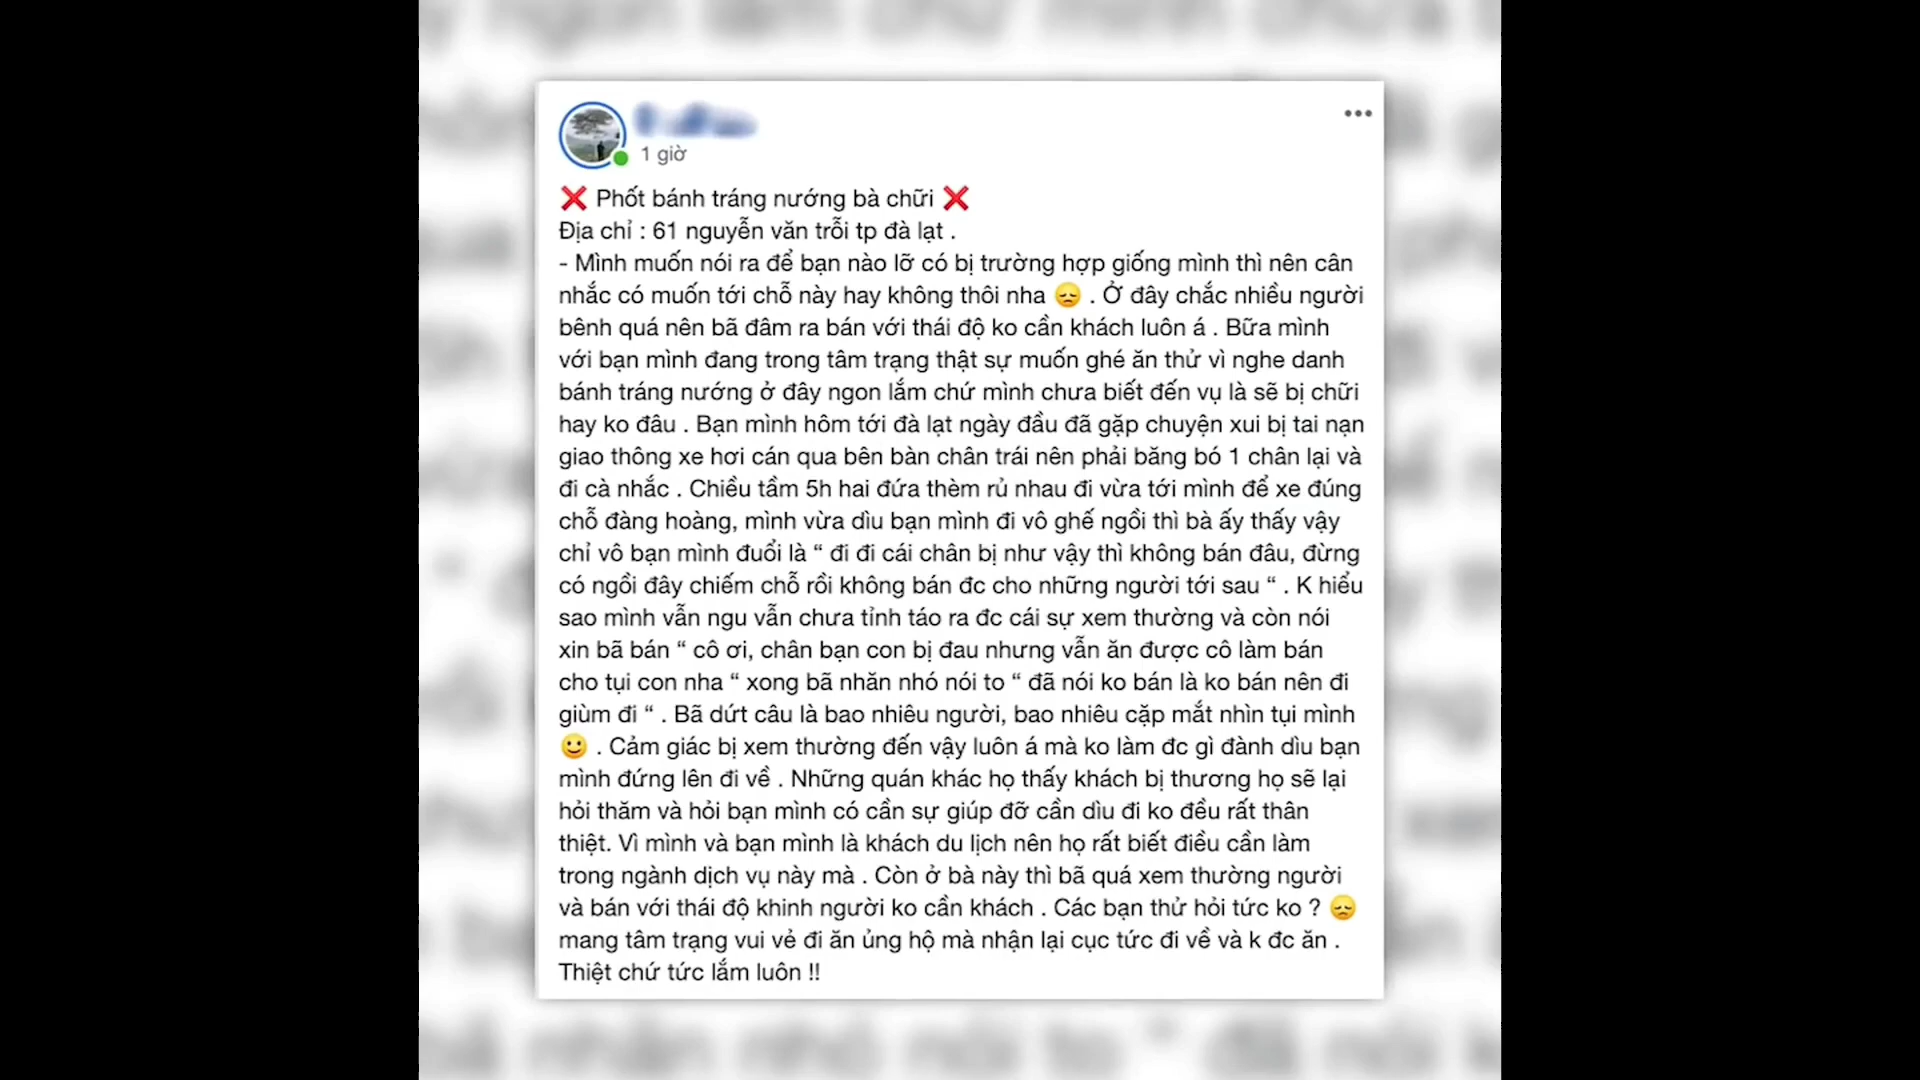 1 giờ
❌ Phốt bánh tráng nướng bà chữi ❌
Địa chỉ : 61 nguyễn văn trỗi tp đà lạt .
- Mình muốn nói ra để bạn nào lỡ có bị trường hợp giống mình thì nên cân
nhắc có muốn tới chỗ này hay không thôi nha 😞 . Ở đây chắc nhiều người
bênh quá nên bã đâm ra bán với thái độ ko cần khách luôn á . Bữa mình
với bạn mình đang trong tâm trạng thật sự muốn ghé ăn thử vì nghe danh
bánh tráng nướng ở đây ngon lắm chứ mình chưa biết đến vụ là sẽ bị chữi
hay ko đâu . Bạn mình hôm tới đà lạt ngày đầu đã gặp chuyện xui bị tai nạn
giao thông xe hơi cán qua bên bàn chân trái nên phải băng bó 1 chân lại và
đi cà nhắc . Chiều tầm 5h hai đứa thèm rủ nhau đi vừa tới mình để xe đúng
chỗ đàng hoàng, mình vừa dìu bạn mình đi vô ghế ngồi thì bà ấy thấy vậy
chỉ vô bạn mình đuổi là “ đi đi cái chân bị như vậy thì không bán đâu, đừng
có ngồi đây chiếm chỗ rồi không bán đc cho những người tới sau “ . K hiểu
sao mình vẫn ngu vẫn chưa tỉnh táo ra đc cái sự xem thường và còn nói
xin bã bán “ cô ơi, chân bạn con bị đau nhưng vẫn ăn được cô làm bán
cho tụi con nha “ xong bã nhăn nhó nói to “ đã nói ko bán là ko bán nên đi
giùm đi “ . Bã dứt câu là bao nhiêu người, bao nhiêu cặp mắt nhìn tụi mình
🙂 . Cảm giác bị xem thường đến vậy luôn á mà ko làm đc gì đành dìu bạn
mình đứng lên đi về . Những quán khác họ thấy khách bị thương họ sẽ lại
hỏi thăm và hỏi bạn mình có cần sự giúp đỡ cần dìu đi ko đều rất thân
thiệt. Vì mình và bạn mình là khách du lịch nên họ rất biết điều cần làm
trong ngành dịch vụ này mà . Còn ở bà này thì bã quá xem thường người
và bán với thái độ khinh người ko cần khách . Các bạn thử hỏi tức ko ? 😞
mang tâm trạng vui vẻ đi ăn ủng hộ mà nhận lại cục tức đi về và k đc ăn .
Thiệt chứ tức lắm luôn !!